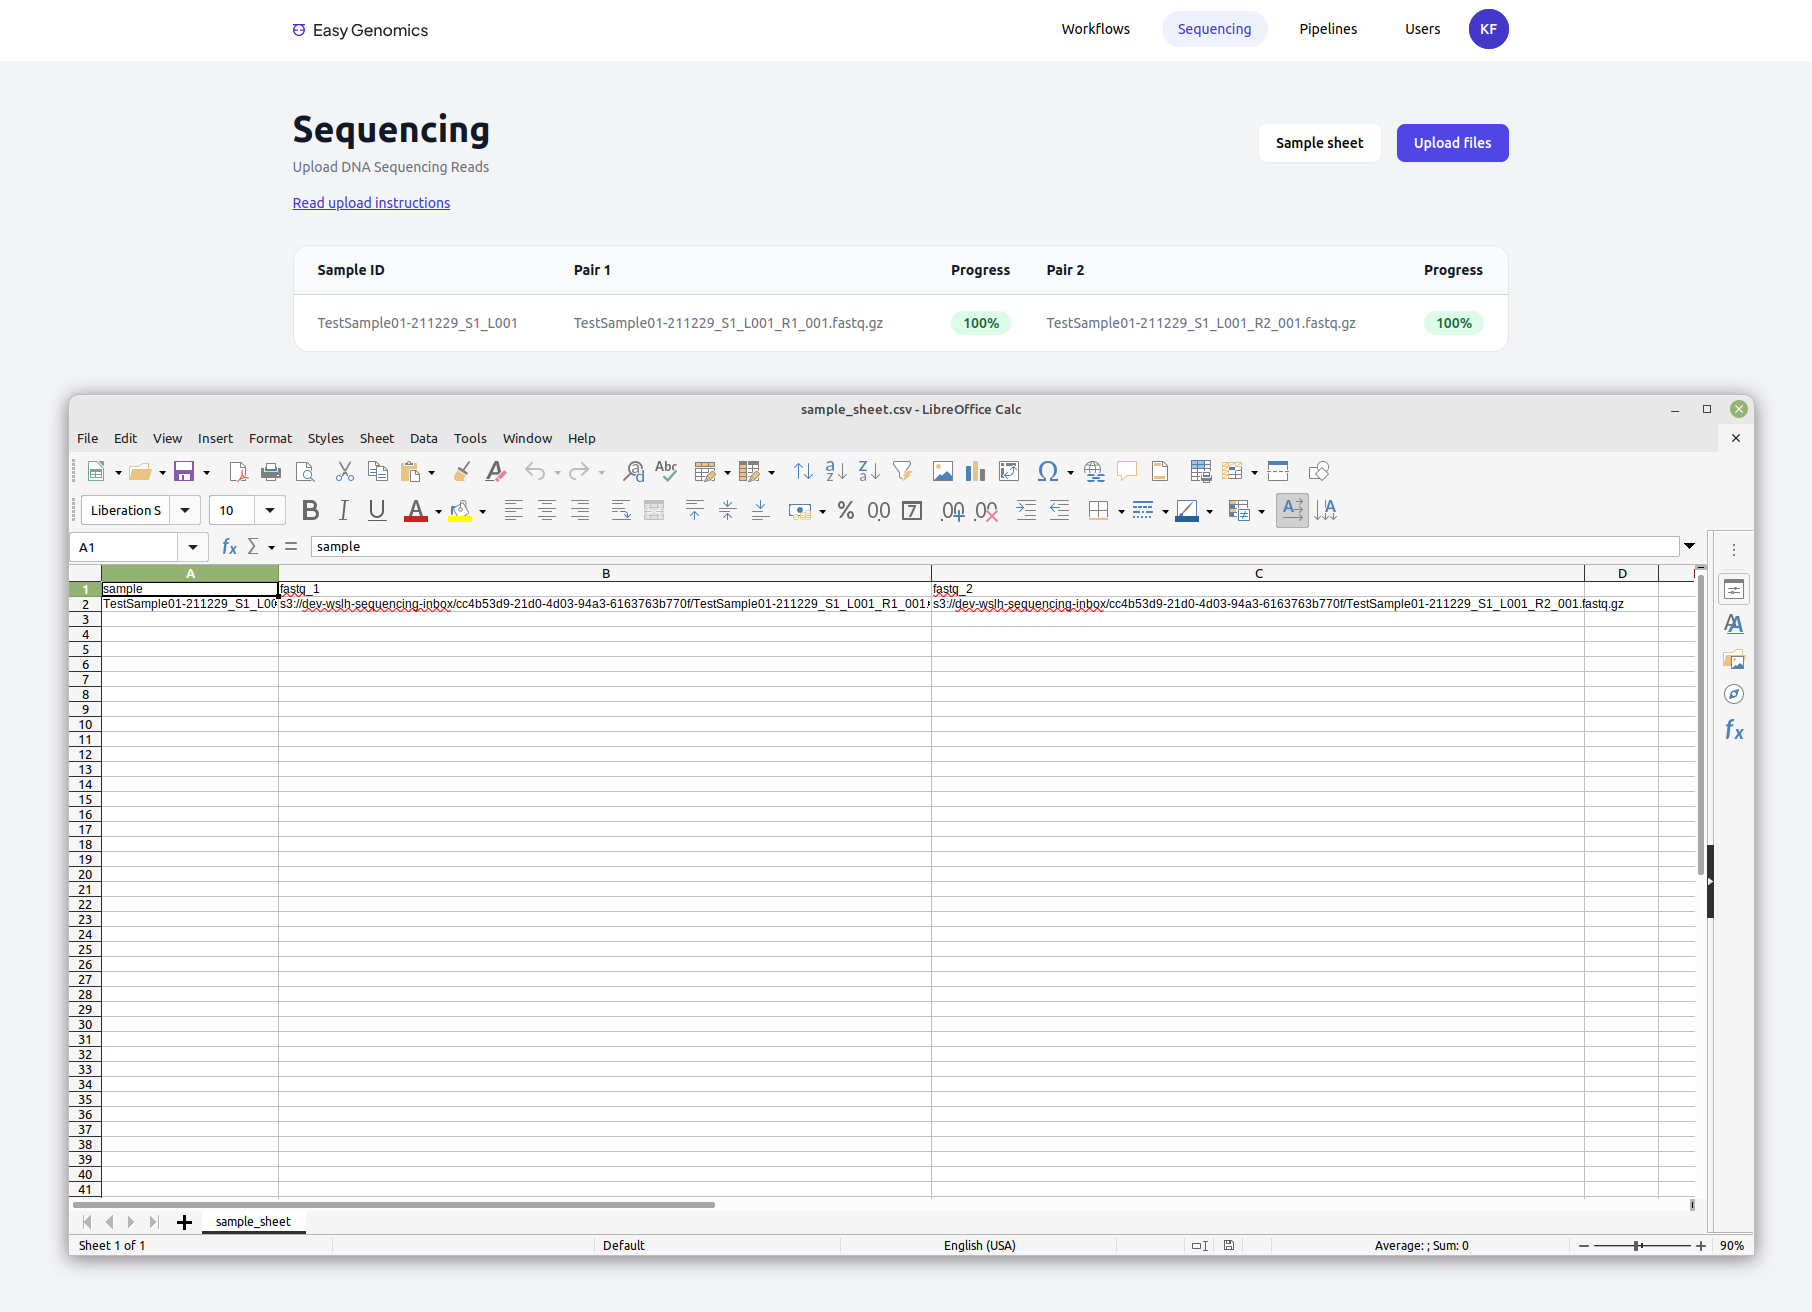 Easy Genomics
Workflows Sequencing Pipelines Users KF
Sequencing
Upload DNA Sequencing Reads
Read upload instructions
Sample sheet Upload files
Sample ID Pair 1 Progress Pair 2 Progress
TestSample01-211229_S1_L001 TestSample01-211229_S1_L001_R1_001.fastq.gz 100% TestSample01-211229_S1_L001_R2_001.fastq.gz 100%
sample_sheet.csv - LibreOffice Calc
File Edit View Insert Format Styles Sheet Data Tools Window Help
Liberation S 10
A1 sample
A B C D
1 sample fastq_1 fastq_2
2 TestSample01-211229_S1_L00 s3://dev-wslh-sequencing-inbox/cc4b53d9-21d0-4d03-94a3-6163763b770f/TestSample01-211229_S1_L001_R1_001. s3://dev-wslh-sequencing-inbox/cc4b53d9-21d0-4d03-94a3-6163763b770f/TestSample01-211229_S1_L001_R2_001.fastq.gz
3
4
5
6
7
8
9
10
11
12
13
14
15
16
17
18
19
20
21
22
23
24
25
26
27
28
29
30
31
32
33
34
35
36
37
38
39
40
41
sample_sheet
Sheet 1 of 1 Default English (USA) Average: ; Sum: 0 90%